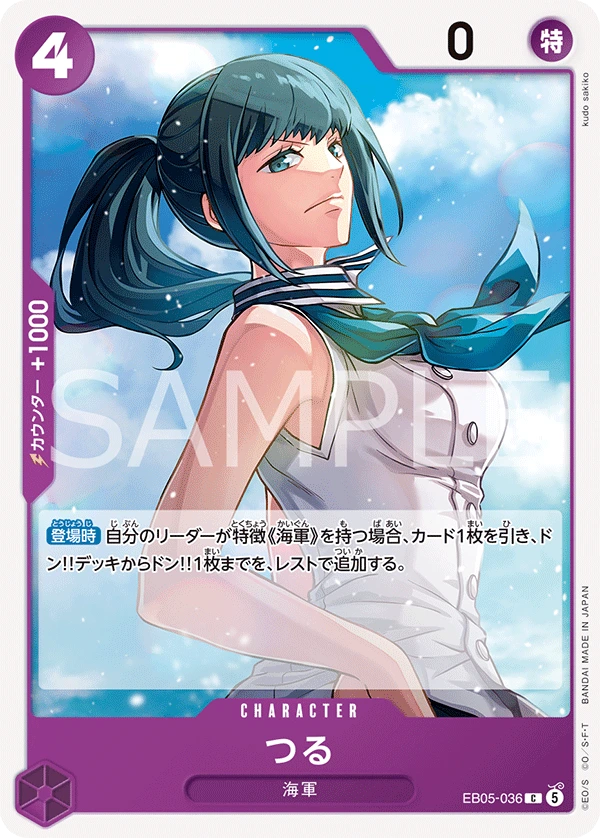 4
0
特
kudo sakiko
カウンター +1000
SAMPLE
登場時 自分のリーダーが特徴《海軍》を持つ場合、カード1枚を引き、ド
ン!!デッキからドン!!1枚までを、レストで追加する。
CHARACTER
つる
海軍
EB05-036 C 5
©EO/S ©O/S・F・T BANDAI MADE IN JAPAN